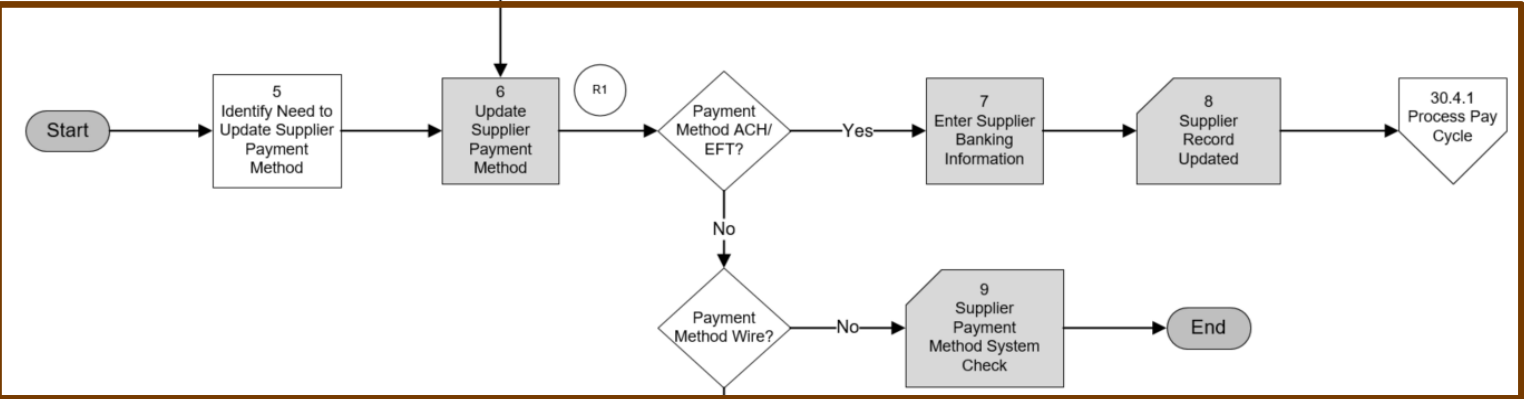 Start
5
Identify Need to
Update Supplier
Payment
Method
6
Update
Supplier
Payment
Method
R1
Payment
Method ACH/
EFT?
Yes
7
Enter Supplier
Banking
Information
8
Supplier
Record
Updated
30.4.1
Process Pay
Cycle
No
Payment
Method Wire?
No
9
Supplier
Payment
Method System
Check
End